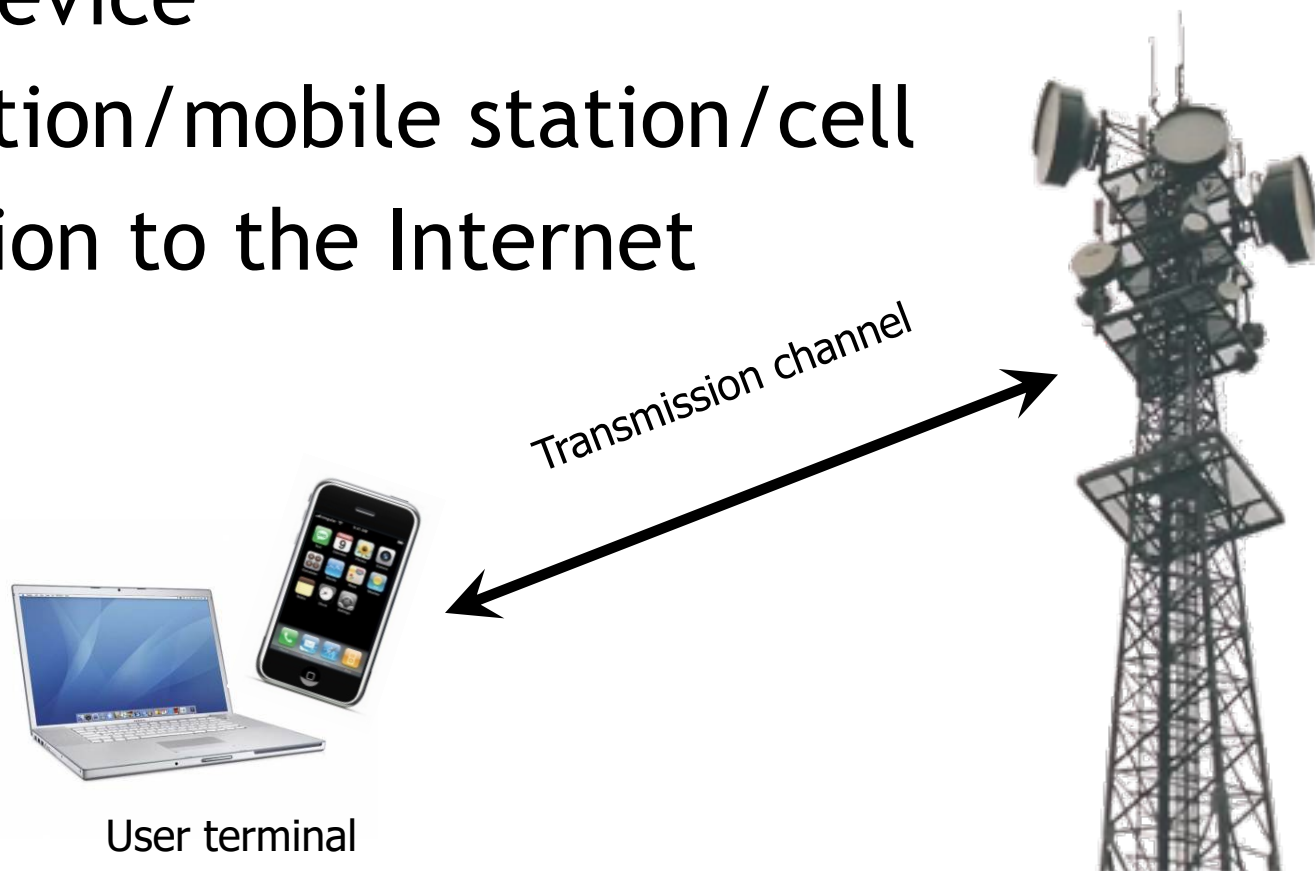 evice
tion/mobile station/cell
ion to the Internet
Transmission channel
User terminal